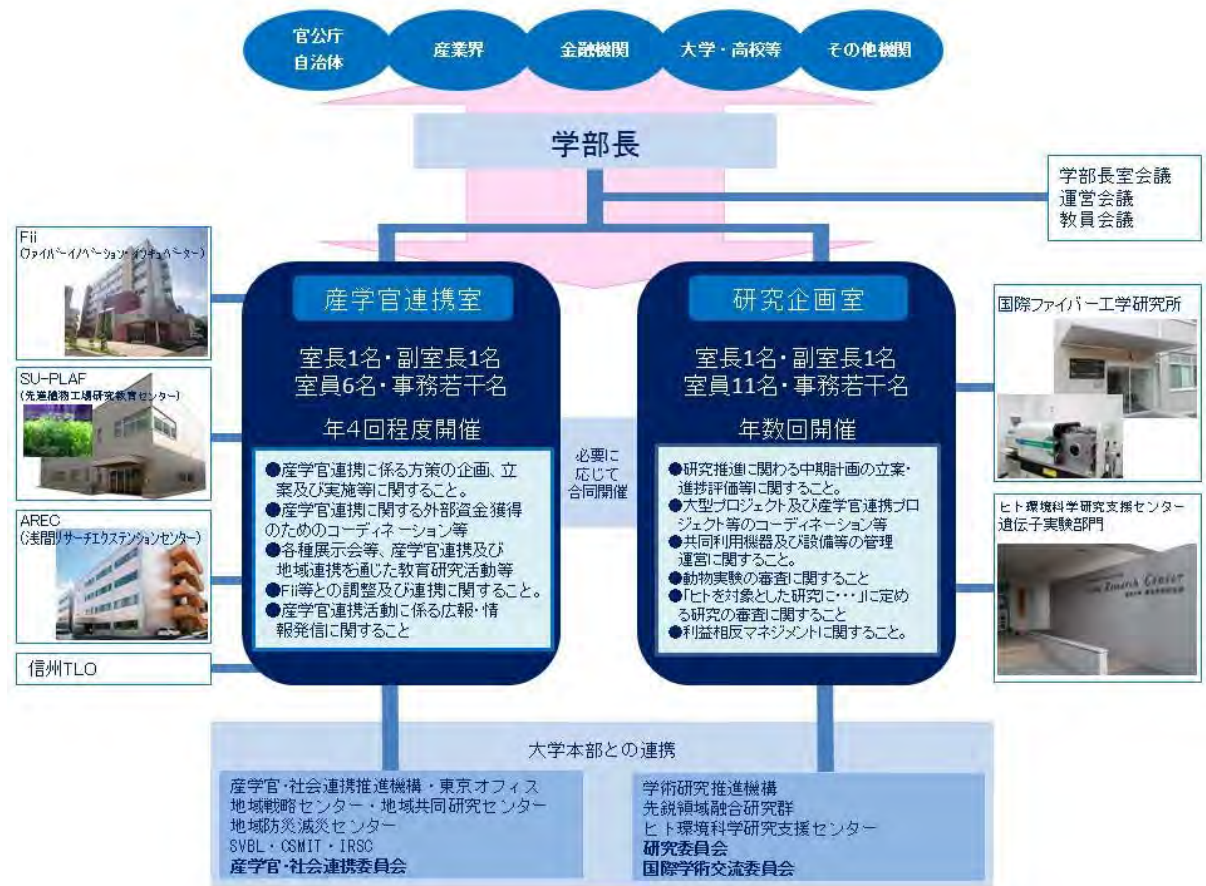 官公庁
自治体
産業界
金融機関
大学・高校等
その他機関
学部長
学部長室会議
運営会議
教員会議
Fii
(ファイバーイノベーション・インキュベーター)
SU-PLAF
(先進植物工場研究教育センター)
AREC
(浅間リサーチエクステンションセンター)
信州TLO
産学官連携室
室長1名・副室長1名
室員6名・事務若干名
年4回程度開催
●産学官連携に係る方策の企画、立
案及び実施等に関すること。
●産学官連携に関する外部資金獲得
のためのコーディネーション等
●各種展示会等、産学官連携及び
地域連携を通じた教育研究活動等
●Fii等との調整及び連携に関すること。
●産学官連携活動に係る広報・情
報発信に関すること
必要に
応じて
合同開催
研究企画室
室長1名・副室長1名
室員11名・事務若干名
年数回開催
●研究推進に関わる中期計画の立案・
進捗評価等に関すること。
●大型プロジェクト及び産学官連携プロ
ジェクト等のコーディネーション等
●共同利用機器及び設備等の管理
運営に関すること。
●動物実験の審査に関すること
●「ヒトを対象とした研究に・・・」に定め
る研究の審査に関すること
●利益相反マネジメントに関すること。
国際ファイバー工学研究所
ヒト環境科学研究支援センター
遺伝子実験部門
Research Center
大学本部との連携
産学官・社会連携推進機構・東京オフィス
地域戦略センター・地域共同研究センター
地域防災減災センター
SVBL・CSMIT・IRSC
産学官・社会連携委員会
学術研究推進機構
先鋭領域融合研究群
ヒト環境科学研究支援センター
研究委員会
国際学術交流委員会